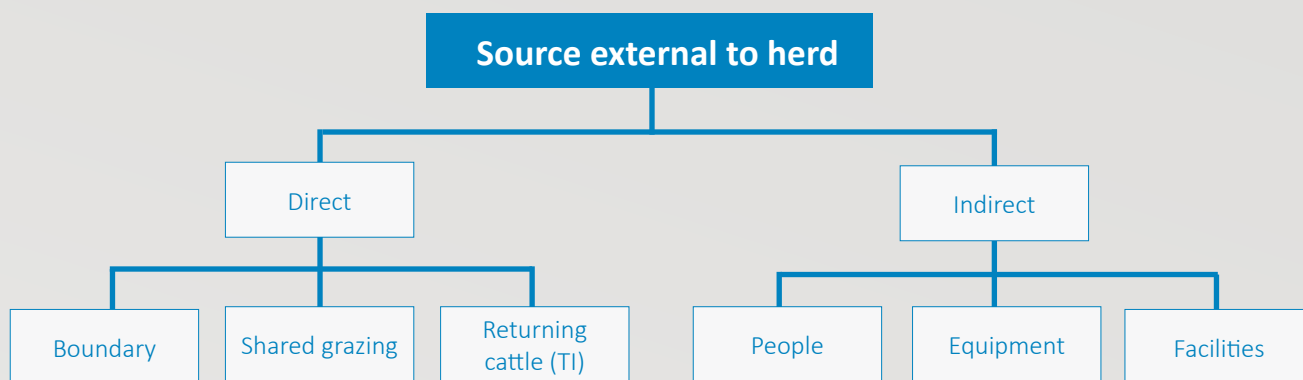 Source external to herd
Direct
Indirect
Boundary
Shared grazing
Returning
cattle (TI)
People
Equipment
Facilities